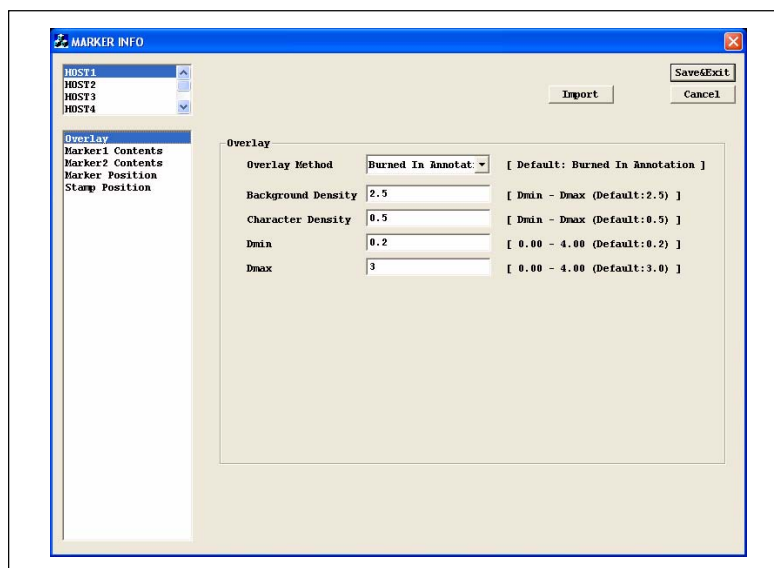 MARKER INFO
HOST1
HOST2
HOST3
HOST4
Save&Exit
Import
Cancel
Overlay
Marker1 Contents
Marker2 Contents
Marker Position
Stamp Position
Overlay
Overlay Method Burned In Annotat: [ Default: Burned In Annotation ]
Background Density 2.5 [ Dmin - Dmax (Default:2.5) ]
Character Density 0.5 [ Dmin - Dmax (Default:0.5) ]
Dmin 0.2 [ 0.00 - 4.00 (Default:0.2) ]
Dmax 3 [ 0.00 - 4.00 (Default:3.0) ]